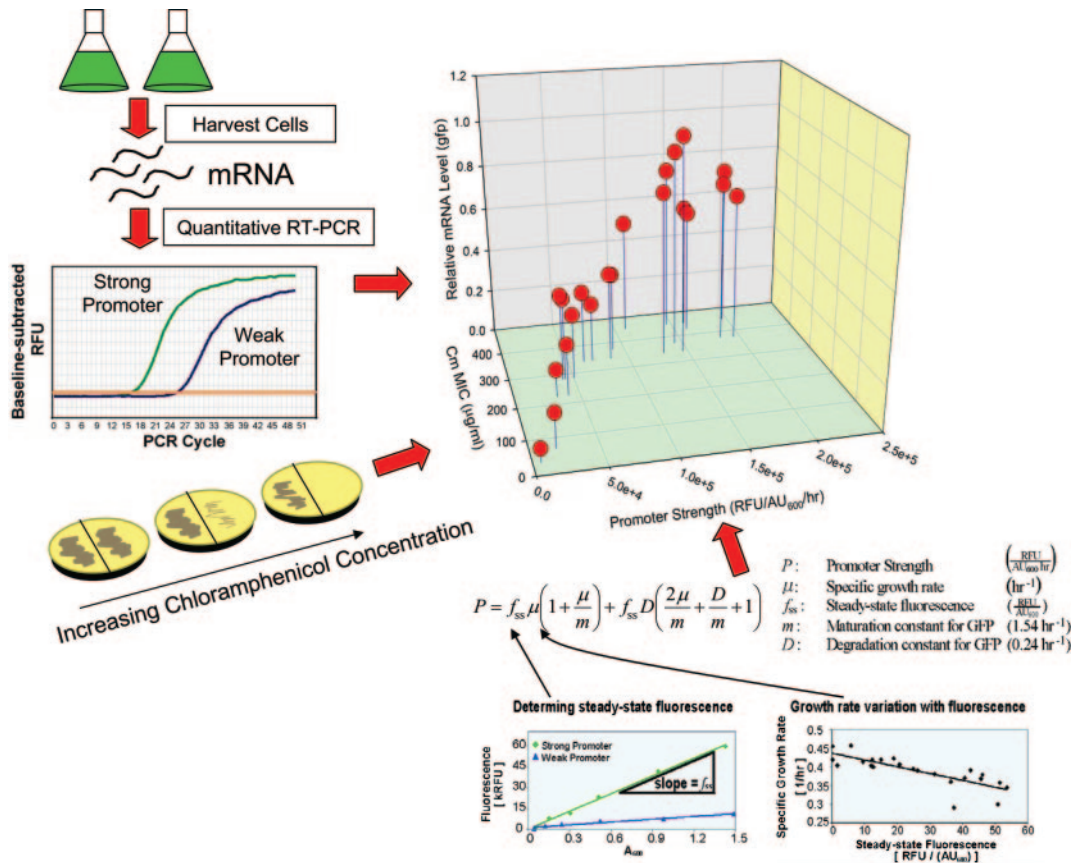 Harvest Cells
mRNA
Quantitative RT-PCR
Strong
Promoter
Weak
Promoter
Baseline-subtracted
RFU
0 3 6 9 12 15 18 21 24 27 30 33 36 39 42 45 48 51
PCR Cycle
Increasing Chloramphenicol Concentration
Relative mRNA Level (gfp)
1.2
1.0
0.8
0.6
0.4
0.2
0.0
Cm MIC (µg/ml)
400
300
200
100
0
0.0
5.0e+4
1.0e+5
1.5e+5
2.0e+5
2.5e+5
Promoter Strength (RFU/AU600/hr)
P = fss μ(1 + μ/m) + fss D(2μ/m + D/m + 1)
P: Promoter Strength (RFU/AU600 hr)
μ: Specific growth rate (hr-1)
fss: Steady-state fluorescence (RFU/AU600)
m: Maturation constant for GFP (1.54 hr-1)
D: Degradation constant for GFP (0.24 hr-1)
Determing steady-state fluorescence
Fluorescence
[ kRFU ]
60
45
30
15
0
Strong Promoter
Weak Promoter
slope = fss
0 0.3 0.6 0.9 1.2 1.5
A600
Growth rate variation with fluorescence
Specific Growth Rate
[ 1/hr ]
0.5
0.45
0.4
0.35
0.3
0.25
0 10 20 30 40 50 60
Steady-state Fluorescence
[ RFU / (AU600) ]